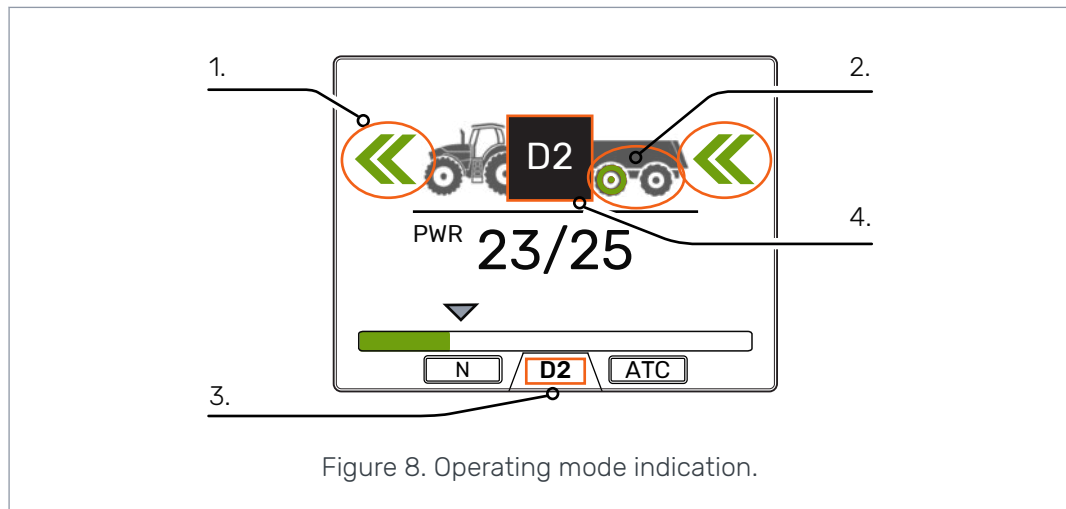 1.
2.
D2
4.
PWR 23/25
N D2 ATC
3.
Figure 8. Operating mode indication.